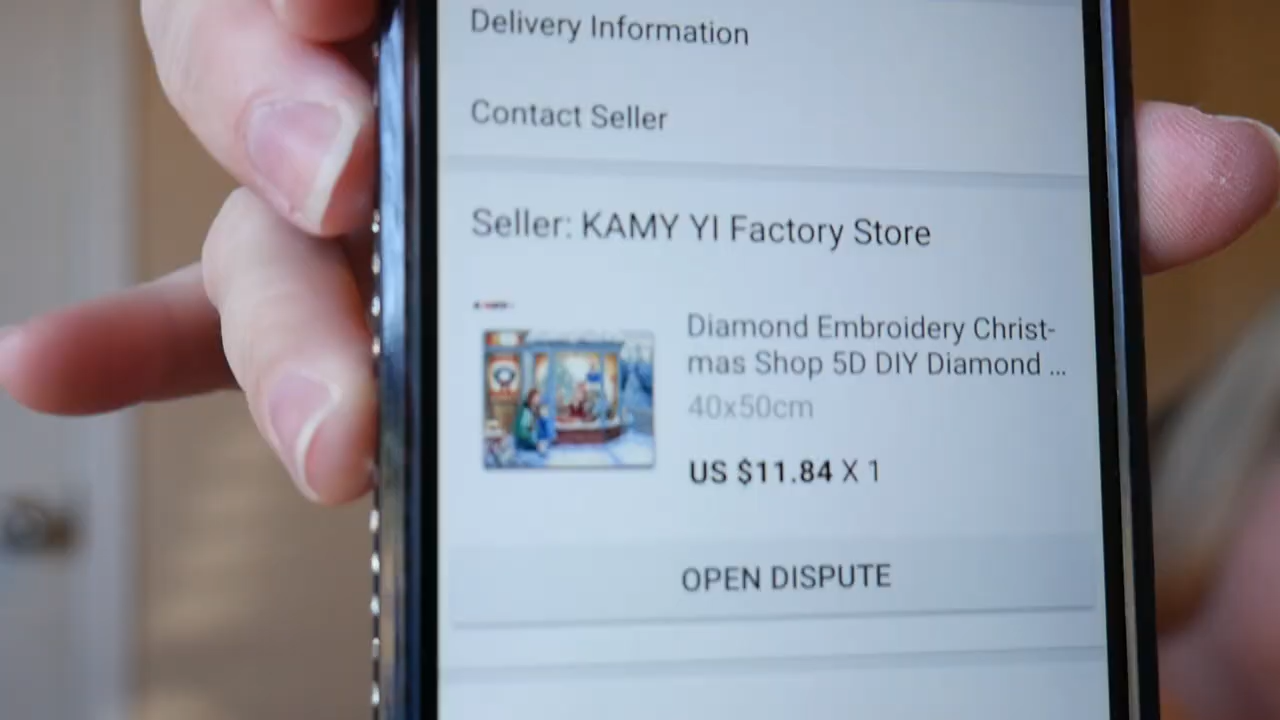 Delivery Information
Contact Seller
Seller: KAMY YI Factory Store
Diamond Embroidery Christ-
mas Shop 5D DIY Diamond ...
40x50cm
US $11.84 X 1
OPEN DISPUTE